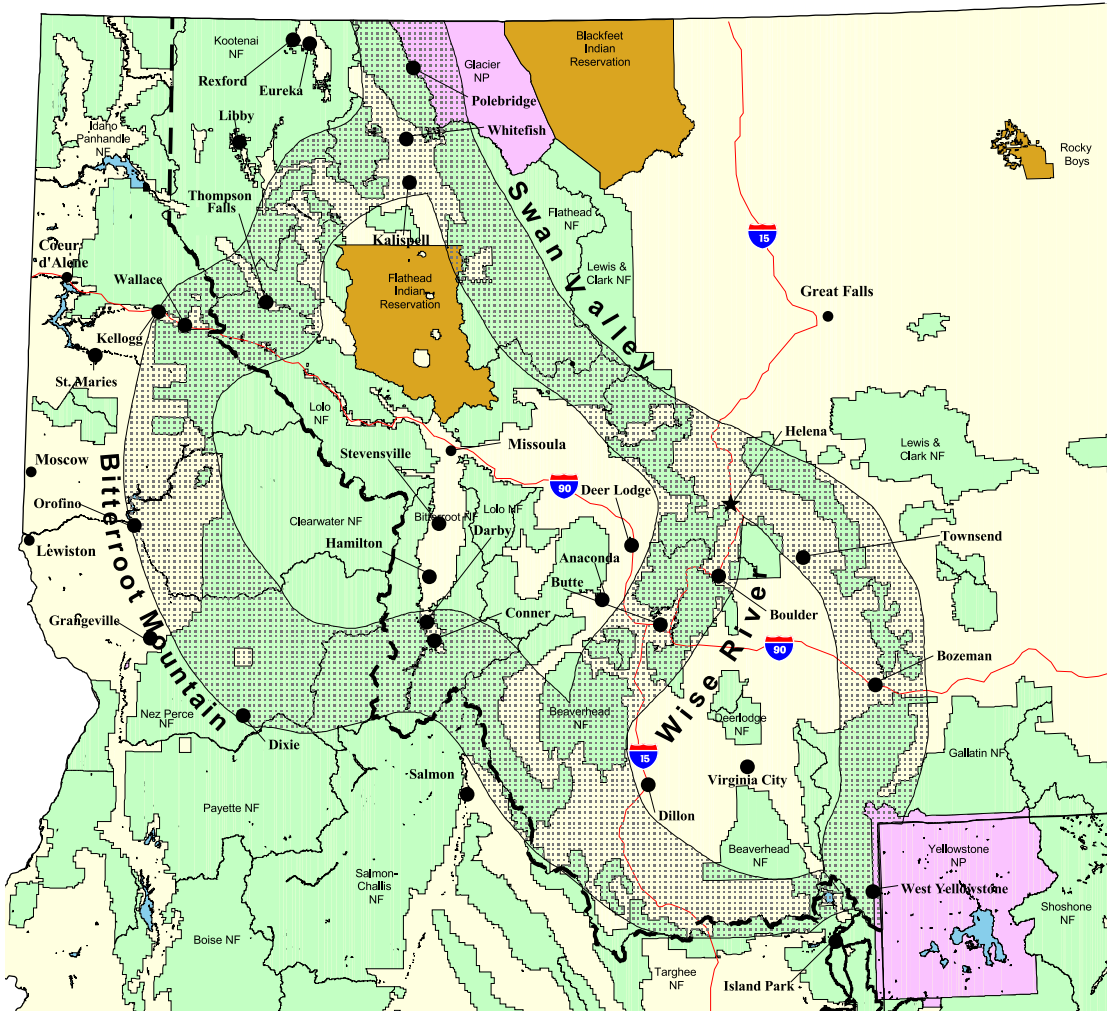 Kootenai
NF
Rexford
Eureka
Glacier
NP
Polebridge
Blackfeet
Indian
Reservation
Libby
Whitefish
Idaho
Panhandle
NF
Rocky
Boys
Thompson
Falls
Swan Valley
Flathead
NF
Kalispell
15
Coeur
d'Alene
Wallace
Flathead
Indian
Reservation
Lewis &
Clark NF
Great Falls
Kellogg
St. Maries
Lolo
NF
Missoula
Helena
Lewis &
Clark NF
Moscow
Stevensville
90
Deer Lodge
Orofino
Bitterroot Mountain
Clearwater NF
Bitterroot NF
Lolo NF
Darby
Lewiston
Hamilton
Anaconda
Butte
Townsend
Boulder
Conner
Grangeville
90
Wise River
Bozeman
Nez Perce
NF
Dixie
Beaverhead
NF
Deerlodge
NF
Gallatin NF
15
Salmon
Virginia City
Payette NF
Dillon
Beaverhead
NF
Yellowstone
NP
Salmon-
Challis
NF
West Yellowstone
Shoshone
NF
Boise NF
Targhee
NF
Island Park